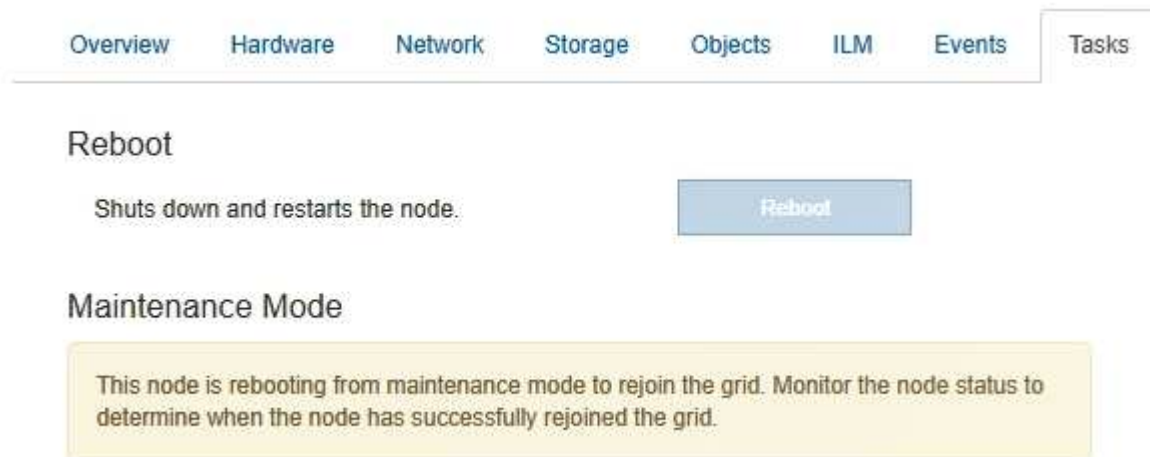 Overview Hardware Network Storage Objects ILM Events Tasks
Reboot
Shuts down and restarts the node. Reboot
Maintenance Mode
This node is rebooting from maintenance mode to rejoin the grid. Monitor the node status to
determine when the node has successfully rejoined the grid.